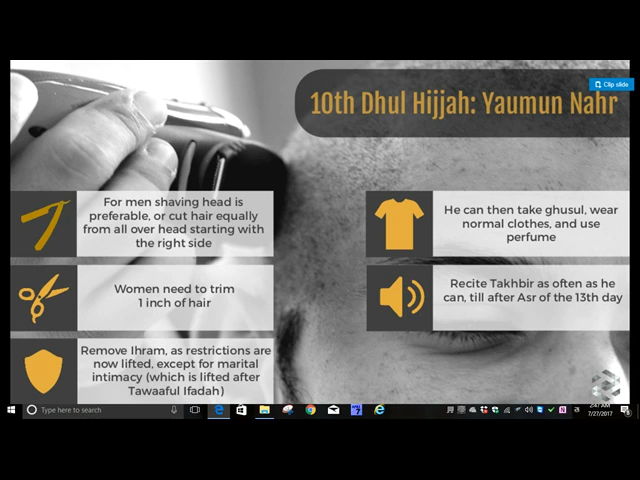 Clip slide
10th Dhul Hijjah: Yaumun Nahr
For men shaving head is
preferable, or cut hair equally
from all over head starting with
the right side
Women need to trim
1 inch of hair
Remove Ihram, as restrictions are
now lifted, except for marital
intimacy (which is lifted after
Tawaaful Ifadah)
He can then take ghusul, wear
normal clothes, and use
perfume
Recite Takhbir as often as he
can, till after Asr of the 13th day
Type here to search
2:47 AM
7/27/2017